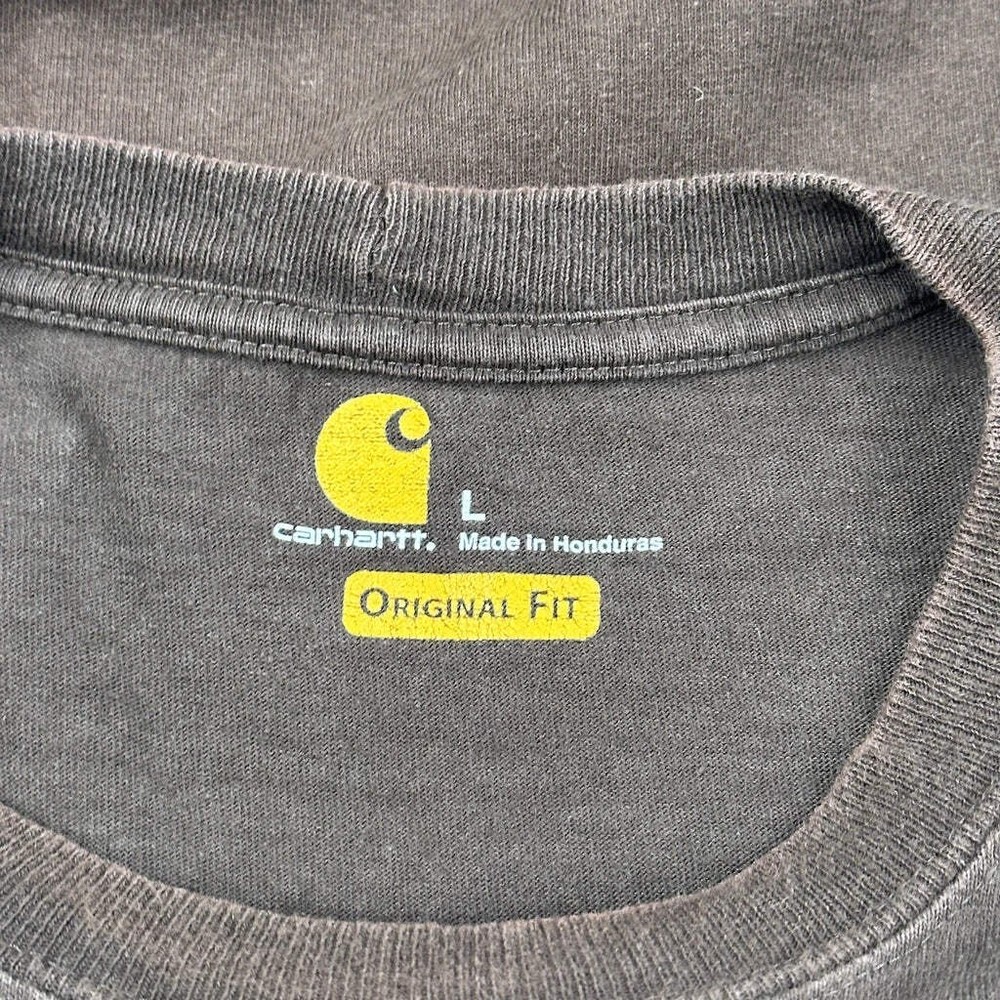 L
carhartt.
Made In Honduras
ORIGINAL FIT